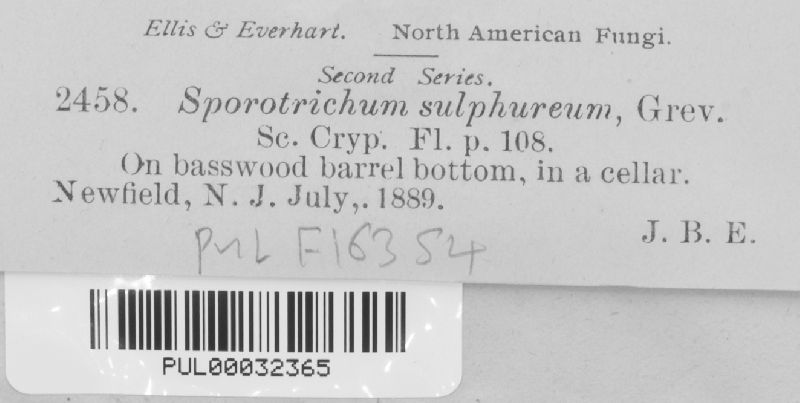 Ellis & Everhart. North American Fungi.
Second Series.
2458. Sporotrichum sulphureum, Grev.
Sc. Cryp. Fl. p. 108.
On basswood barrel bottom, in a cellar.
Newfield, N. J. July,. 1889.
J. B. E.
PUL F16354
PUL00032365